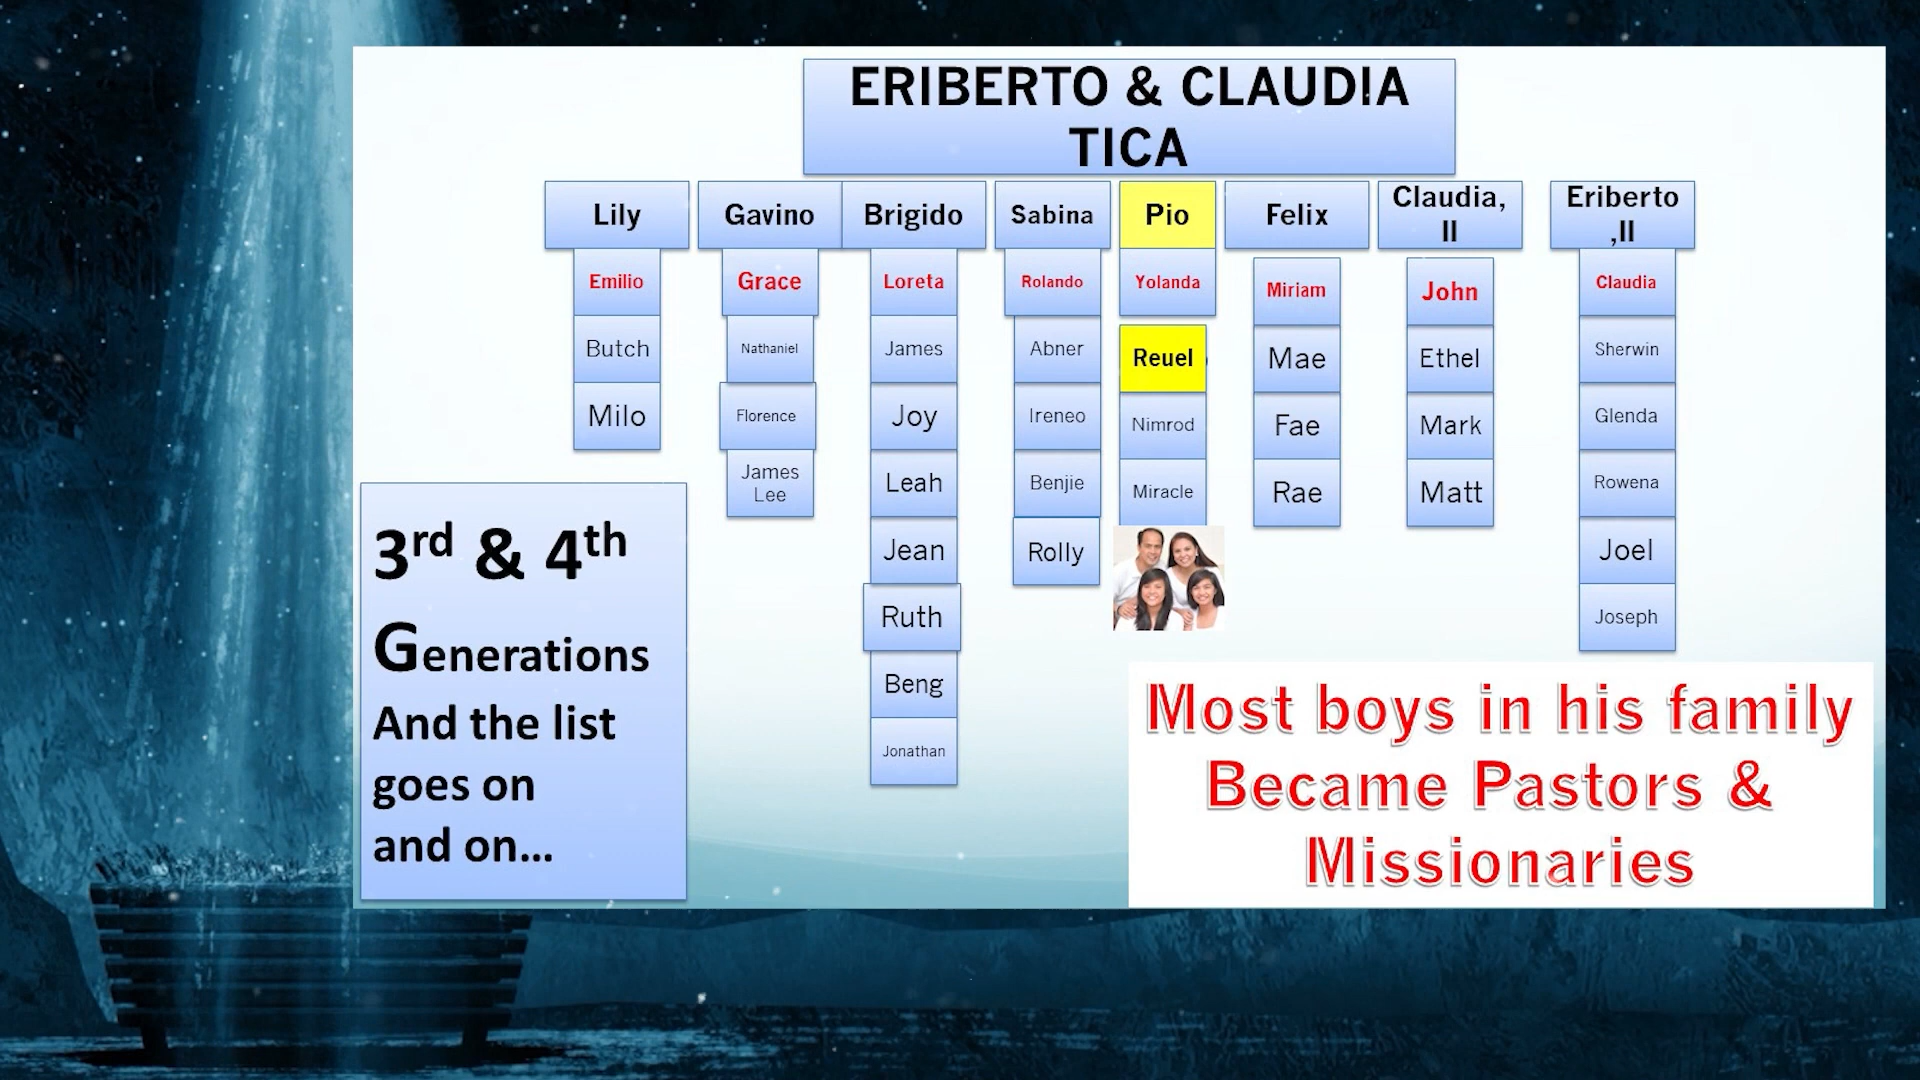 ERIBERTO & CLAUDIA
TICA
Lily
Emilio
Butch
Milo
Gavino
Grace
Nathaniel
Florence
James
Lee
Brigido
Loreta
James
Joy
Leah
Jean
Ruth
Beng
Jonathan
Sabina
Rolando
Abner
Ireneo
Benjie
Rolly
Pio
Yolanda
Reuel
Nimrod
Miracle
Felix
Miriam
Mae
Fae
Rae
Claudia,
II
John
Ethel
Mark
Matt
Eriberto
,II
Claudia
Sherwin
Glenda
Rowena
Joel
Joseph
3rd & 4th
Generations
And the list
goes on
and on...
Most boys in his family
Became Pastors &
Missionaries